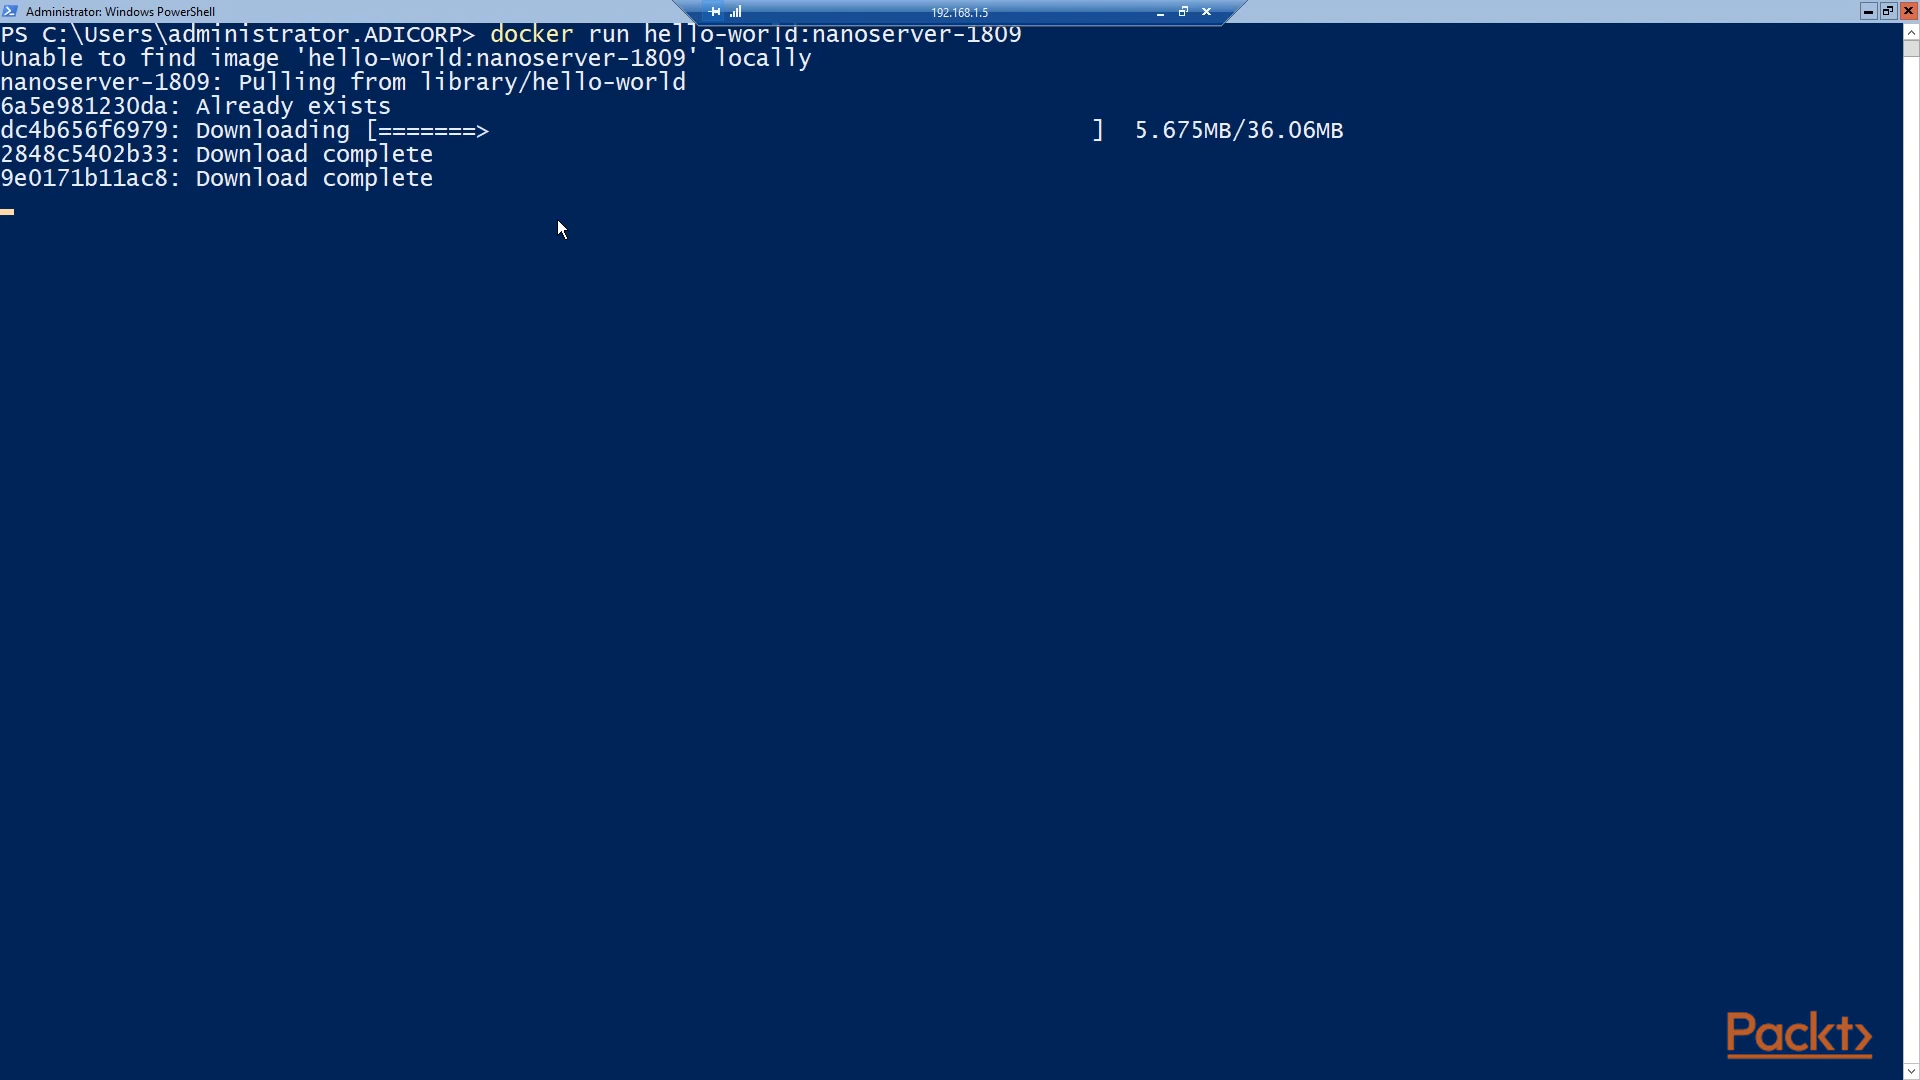 Administrator: Windows PowerShell
192.168.1.5
PS C:\Users\administrator.ADICORP> docker run hello-world:nanoserver-1809
Unable to find image 'hello-world:nanoserver-1809' locally
nanoserver-1809: Pulling from library/hello-world
6a5e981230da: Already exists
dc4b656f6979: Downloading [=======>                                           ]  5.675MB/36.06MB
2848c5402b33: Download complete
9e0171b11ac8: Download complete
Packt>